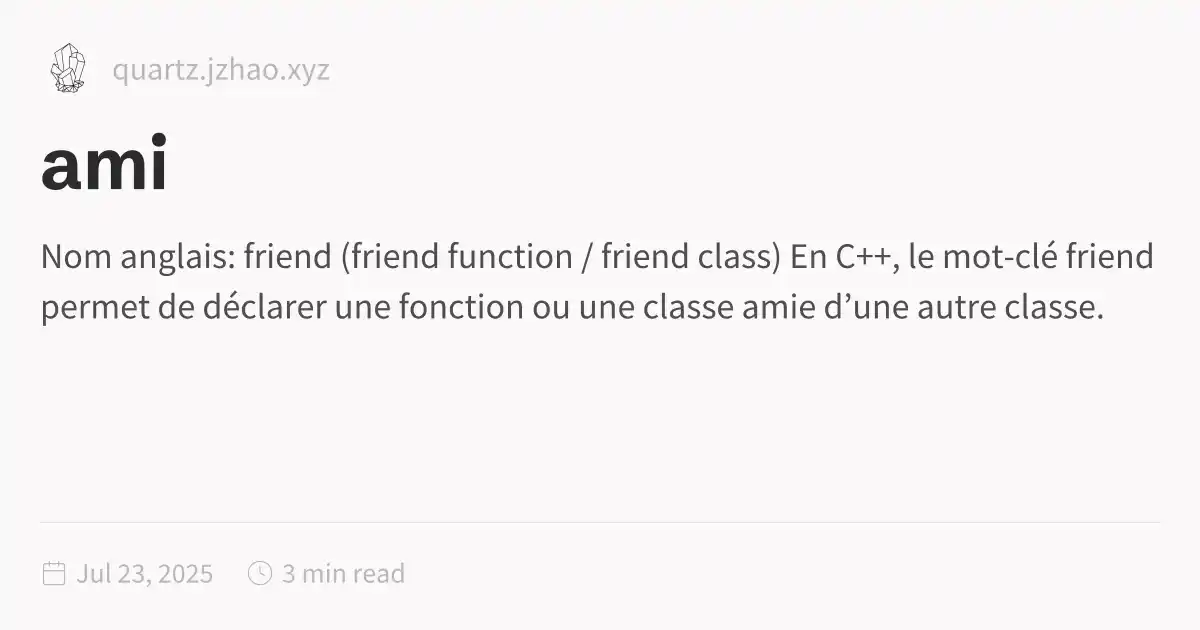 quartz.jzhao.xyz
ami
Nom anglais: friend (friend function / friend class) En C++, le mot-clé friend
permet de déclarer une fonction ou une classe amie d’une autre classe.
Jul 23, 2025
3 min read